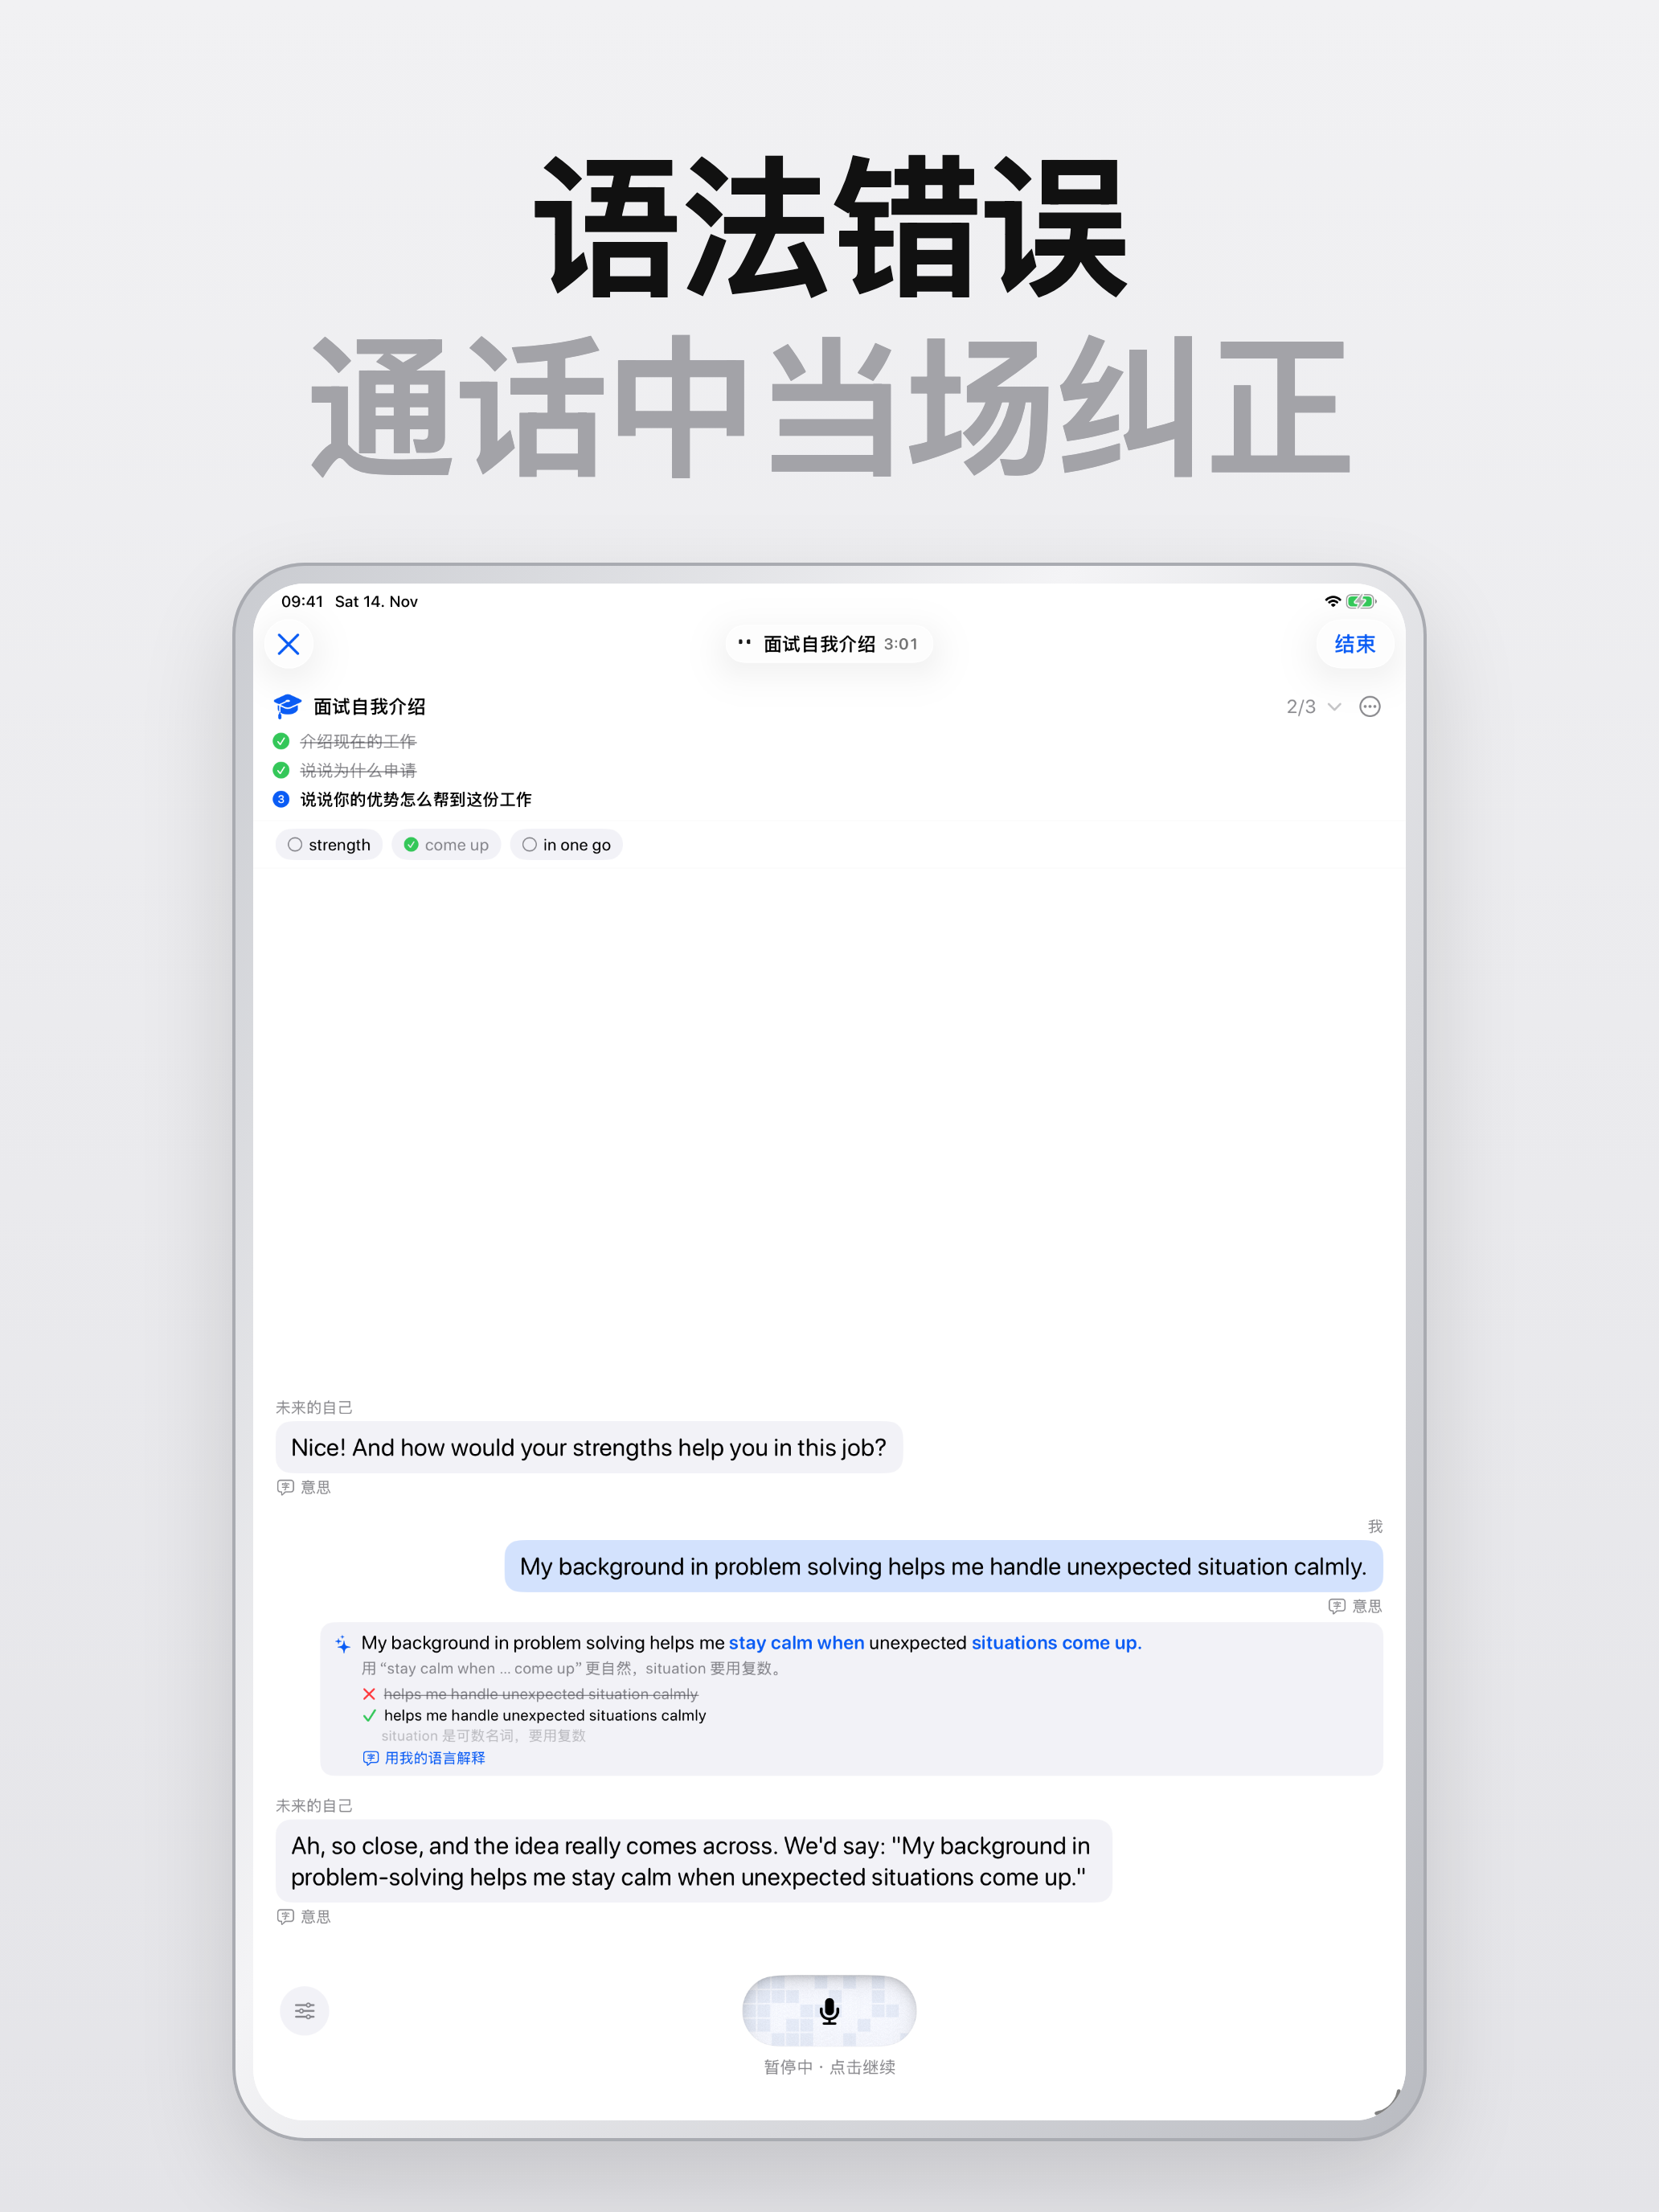 语法错误
通话中当场纠正
09:41 Sat 14. Nov
面试自我介绍 3:01
结束
面试自我介绍
2/3
介绍现在的工作
说说为什么申请
3 说说你的优势怎么帮到这份工作
strength
come up
in one go
未来的自己
Nice! And how would your strengths help you in this job?
字 意思
我
My background in problem solving helps me handle unexpected situation calmly.
字 意思
My background in problem solving helps me stay calm when unexpected situations come up.
用 “stay calm when ... come up” 更自然，situation 要用复数。
helps me handle unexpected situation calmly
helps me handle unexpected situations calmly
situation 是可数名词，要用复数
字 用我的语言解释
未来的自己
Ah, so close, and the idea really comes across. We'd say: "My background in
problem-solving helps me stay calm when unexpected situations come up."
字 意思
暂停中 · 点击继续